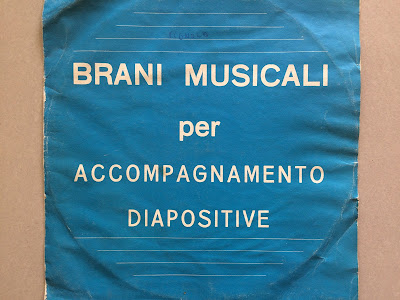 BRANI MUSICALI
per
ACCOMPAGNAMENTO
DIAPOSITIVE